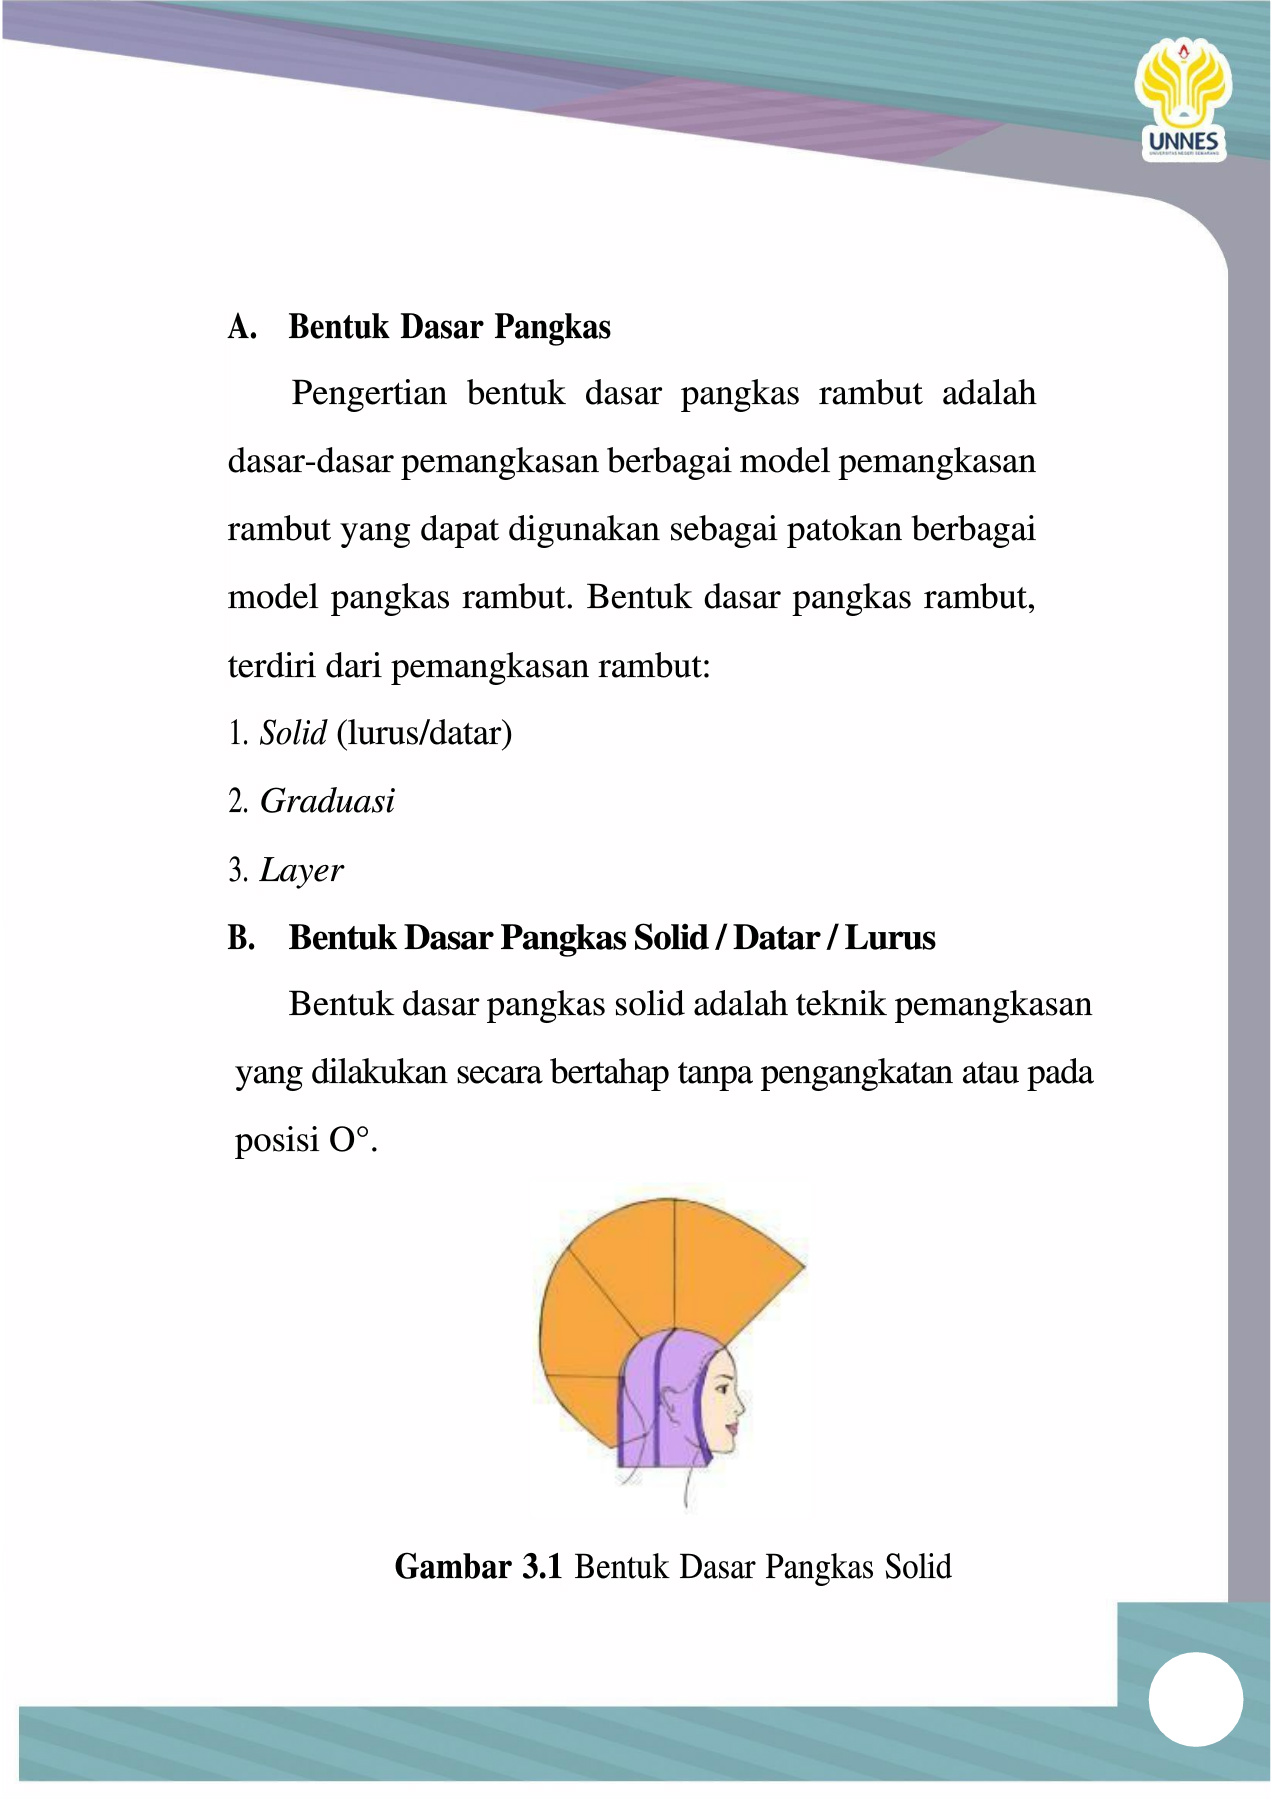 UNNES
UNIVERSITAS NEGERI SEMARANG
A. Bentuk Dasar Pangkas
Pengertian bentuk dasar pangkas rambut adalah
dasar-dasar pemangkasan berbagai model pemangkasan
rambut yang dapat digunakan sebagai patokan berbagai
model pangkas rambut. Bentuk dasar pangkas rambut,
terdiri dari pemangkasan rambut:
1. Solid (lurus/datar)
2. Graduasi
3. Layer
B. Bentuk Dasar Pangkas Solid / Datar / Lurus
Bentuk dasar pangkas solid adalah teknik pemangkasan
yang dilakukan secara bertahap tanpa pengangkatan atau pada
posisi O°.
Gambar 3.1 Bentuk Dasar Pangkas Solid